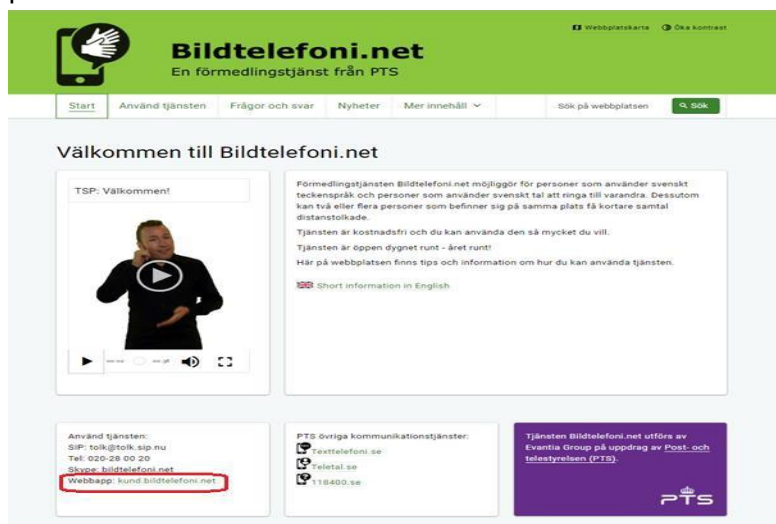 Webbplatskarta
Öka kontrast
Bildtelefoni.net
En förmedlingstjänst från PTS
Start
Använd tjänsten
Frågor och svar
Nyheter
Mer innehåll
Sök på webbplatsen
Sök
Välkommen till Bildtelefoni.net
TSP: Välkommen!
Förmedlingstjänsten Bildtelefoni.net möjliggör för personer som använder svenskt
teckenspråk och personer som använder svenskt tal att ringa till varandra. Dessutom
kan två eller flera personer som befinner sig på samma plats få kortare samtal
distanstolkade.
Tjänsten är kostnadsfri och du kan använda den så mycket du vill.
Tjänsten är öppen dygnet runt - året runt!
Här på webbplatsen finns tips och information om hur du kan använda tjänsten.
Short information in English
Använd tjänsten:
SIP: tolk@tolk.sip.nu
Tel: 020-28 00 20
Skype: bildtelefoni.net
Webbapp: kund.bildtelefoni.net
PTS övriga kommunikationstjänster:
Texttelefoni.se
Teletal.se
118400.se
Tjänsten Bildtelefoni.net utförs av
Evantia Group på uppdrag av Post- och
telestyrelsen (PTS).
PTS